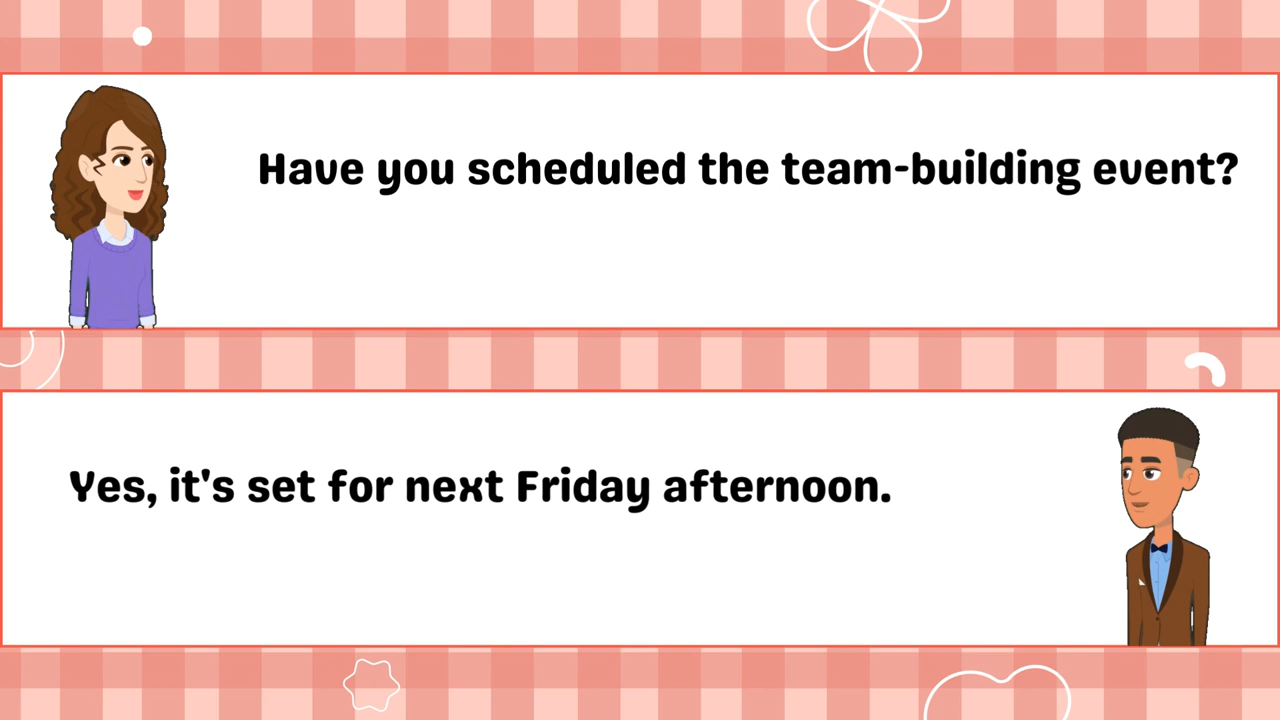 Have you scheduled the team-building event?
Yes, it's set for next Friday afternoon.